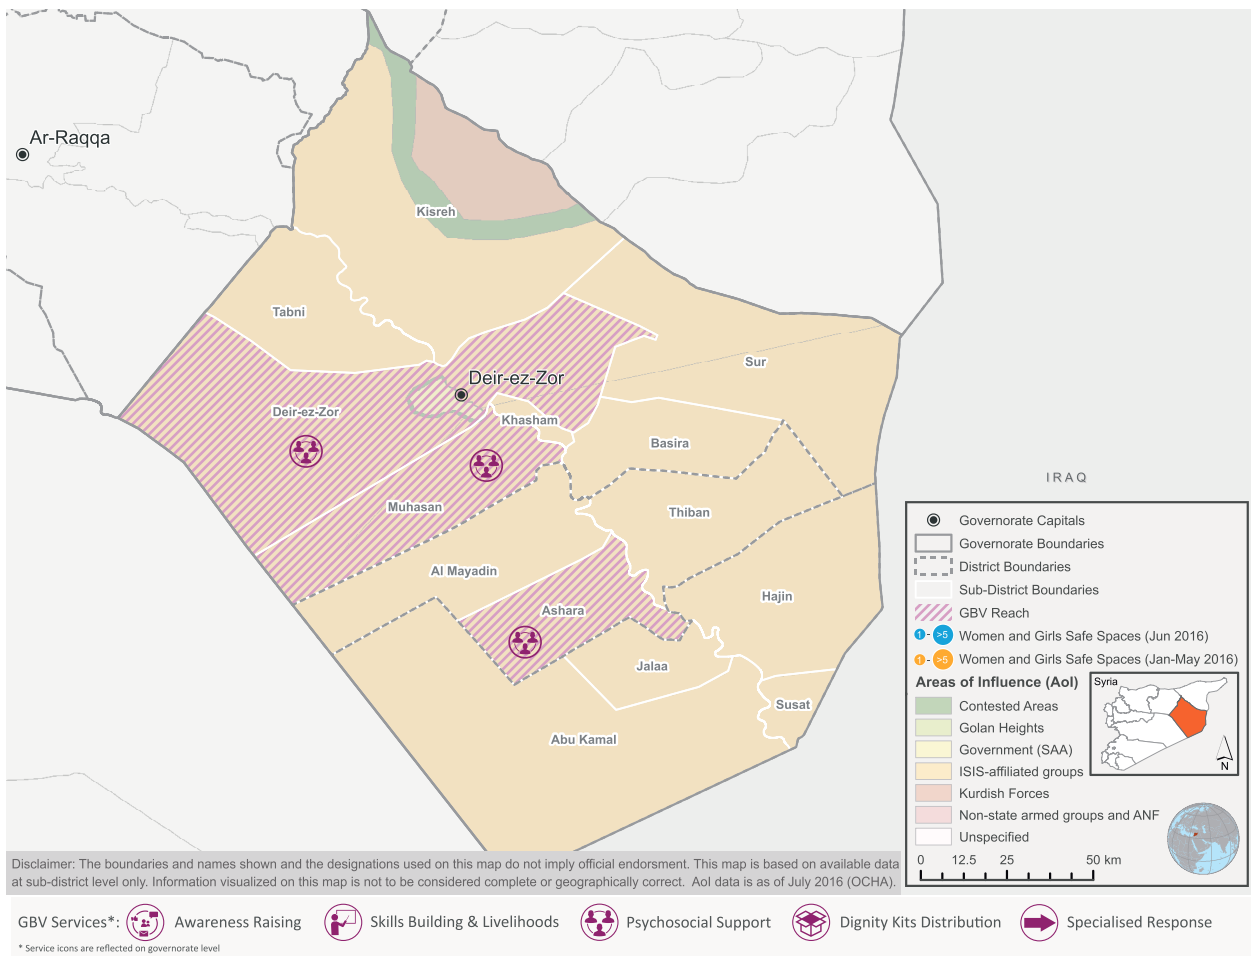 Ar-Raqqa
Kisreh
Tabni
Sur
Deir-ez-Zor
Deir-ez-Zor
Khasham
Basira
IRAQ
Muhasan
Thiban
Al Mayadin
Hajin
Ashara
Jalaa
Susat
Abu Kamal
Governorate Capitals
Governorate Boundaries
District Boundaries
Sub-District Boundaries
GBV Reach
1 - >5 Women and Girls Safe Spaces (Jun 2016)
1 - >5 Women and Girls Safe Spaces (Jan-May 2016)
Areas of Influence (AoI)
Contested Areas
Golan Heights
Government (SAA)
ISIS-affiliated groups
Kurdish Forces
Non-state armed groups and ANF
Unspecified
Syria
N
0 12.5 25 50 km
Disclaimer: The boundaries and names shown and the designations used on this map do not imply official endorsment. This map is based on available data
at sub-district level only. Information visualized on this map is not to be considered complete or geographically correct. AoI data is as of July 2016 (OCHA).
GBV Services*: Awareness Raising Skills Building & Livelihoods Psychosocial Support Dignity Kits Distribution Specialised Response
* Service icons are reflected on governorate level